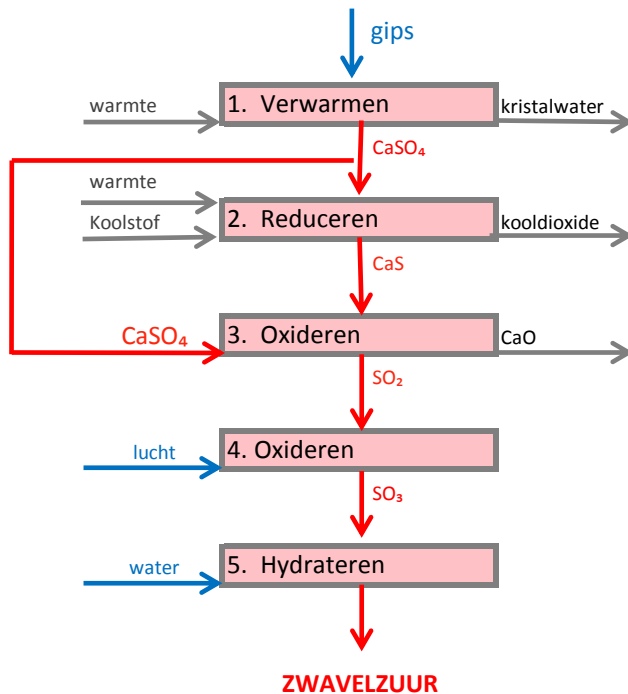 gips
warmte
1. Verwarmen
kristalwater
CaSO₄
warmte
Koolstof
2. Reduceren
kooldioxide
CaS
CaSO₄
3. Oxideren
CaO
SO₂
lucht
4. Oxideren
SO₃
water
5. Hydrateren
ZWAVELZUUR